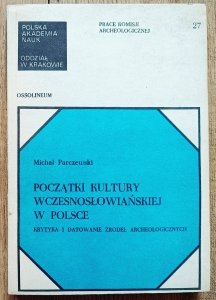 POLSKA
AKADEMIA
NAUK
ODDZIAŁ
W KRAKOWIE
PRACE KOMISJI
ARCHEOLOGICZNEJ
27
OSSOLINEUM
Michał Parczewski
POCZĄTKI KULTURY
WCZESNOSŁOWIAŃSKIEJ
W POLSCE
KRYTYKA I DATOWANIE ŹRÓDEŁ ARCHEOLOGICZNYCH